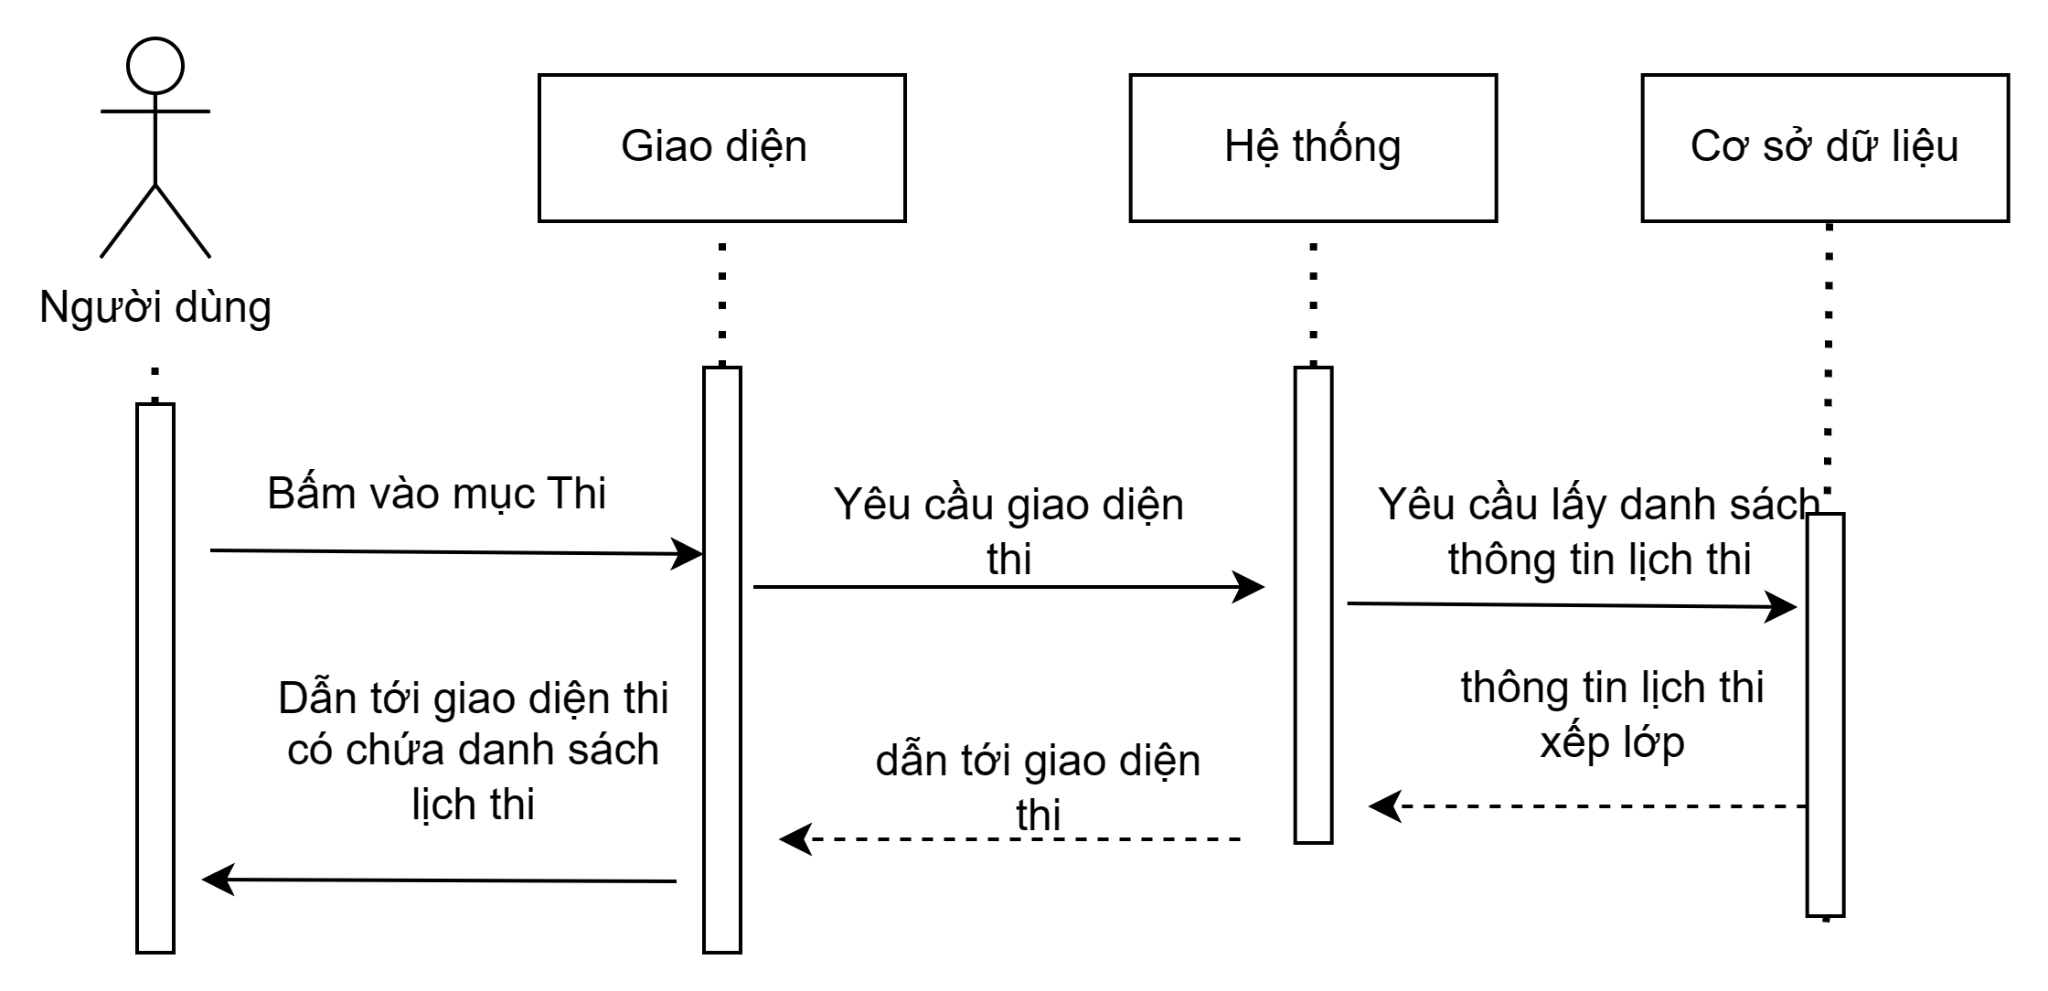 Giao diện
Hệ thống
Cơ sở dữ liệu
Người dùng
Bấm vào mục Thi
Yêu cầu giao diện
thi
Yêu cầu lấy danh sách
thông tin lịch thi
thông tin lịch thi
xếp lớp
dẫn tới giao diện
thi
Dẫn tới giao diện thi
có chứa danh sách
lịch thi